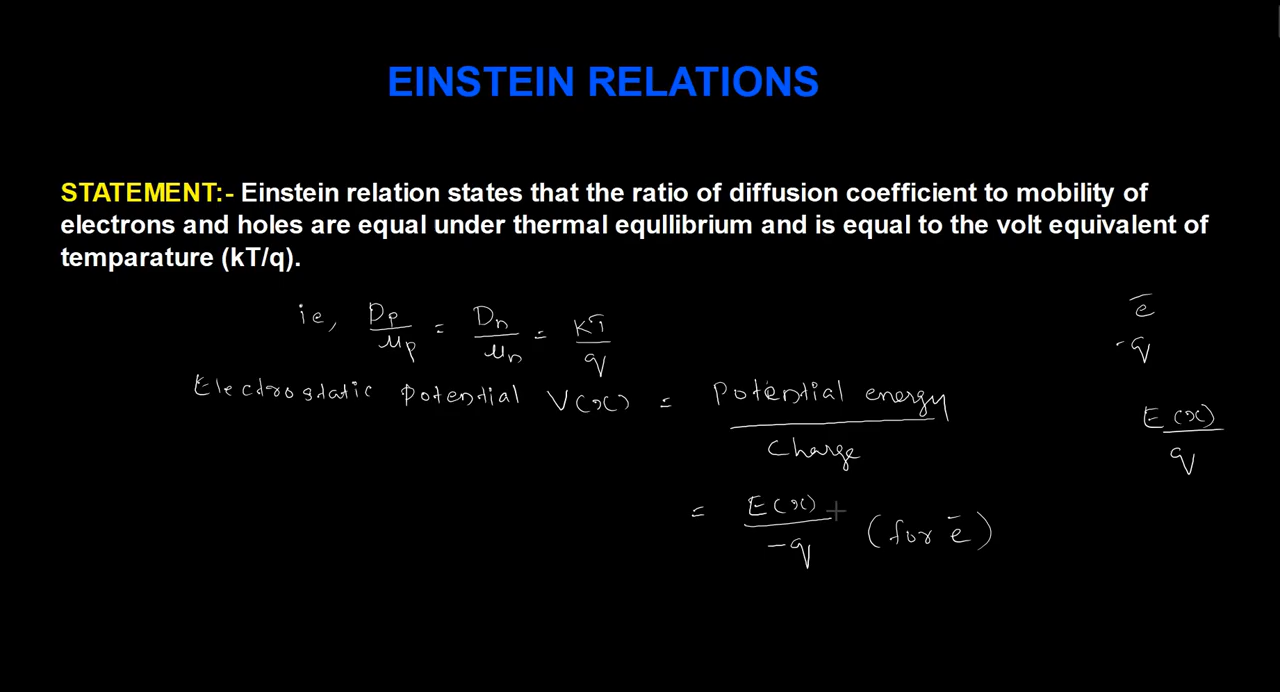 EINSTEIN RELATIONS
STATEMENT:- Einstein relation states that the ratio of diffusion coefficient to mobility of
electrons and holes are equal under thermal equllibrium and is equal to the volt equivalent of
temparature (kT/q).
ie, Dp/μp = Dn/μn = KT/q
e̅
-q
Electrostatic potential V(x) = Potential energy / Charge
E(x)/q
= E(x)/-q (for e̅)